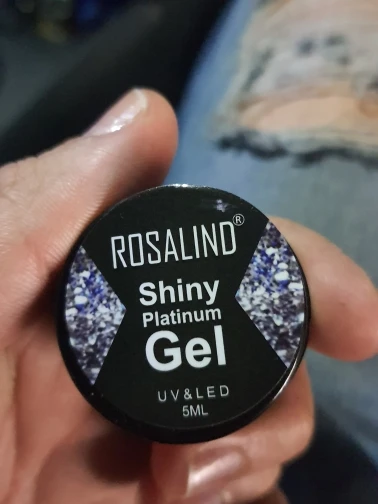 ROSALIND®
Shiny
Platinum
Gel
UV&LED
5ML